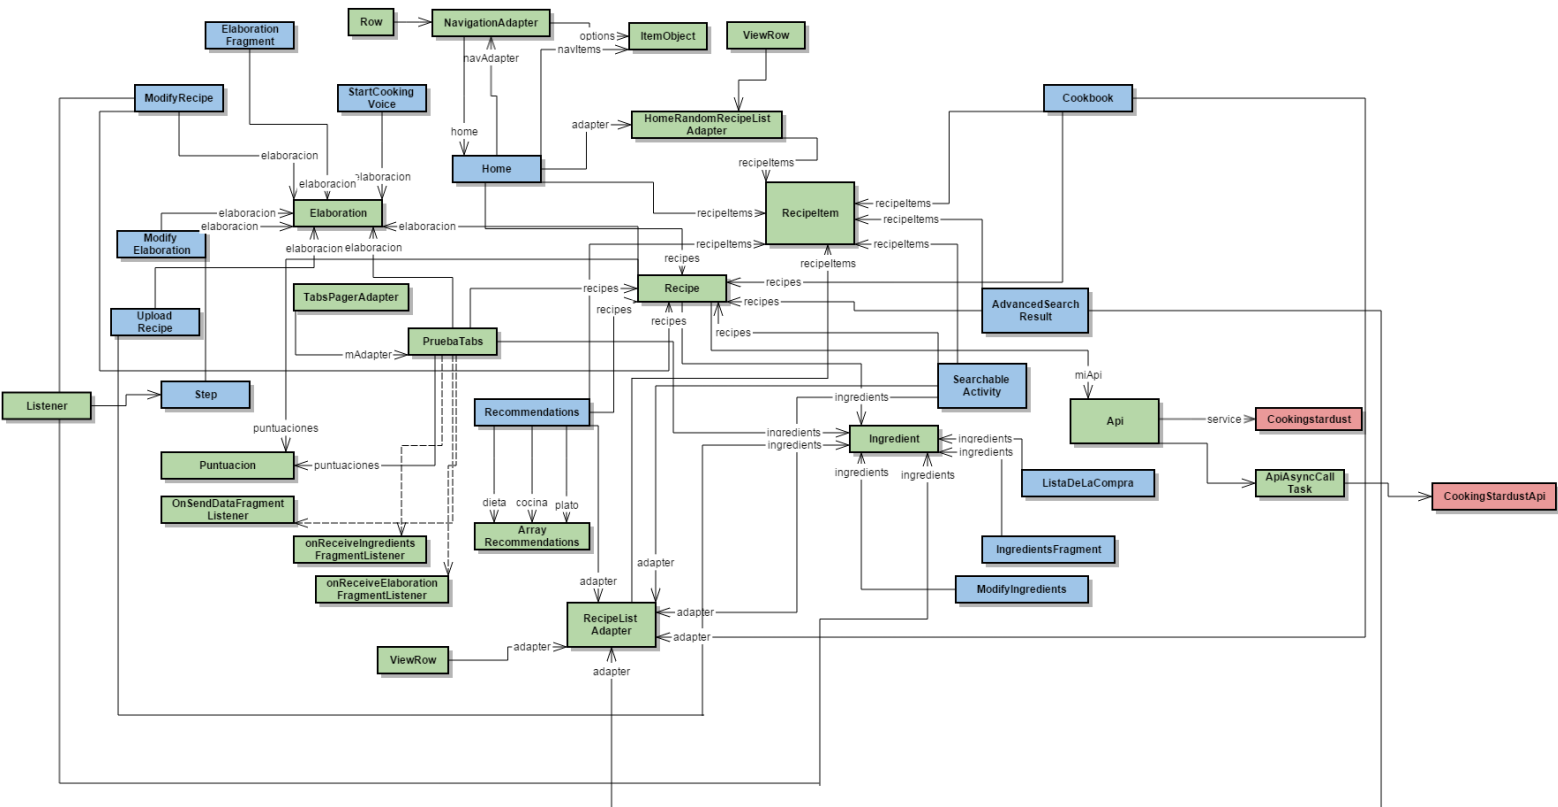 Row
NavigationAdapter
options
ItemObject
ViewRow
Elaboration
Fragment
navItems
navAdapter
ModifyRecipe
StartCooking
Voice
Cookbook
HomeRandomRecipeList
Adapter
adapter
home
elaboracion
recipeItems
Home
elaboracion
elaboracion
RecipeItem
recipeItems
Elaboration
elaboracion
recipeItems
recipeItems
elaboracion
elaboracion
Modify
Elaboration
elaboracion
elaboracion
recipeItems
recipeItems
recipes
recipeItems
TabsPagerAdapter
recipes
Recipe
recipes
recipes
AdvancedSearch
Result
recipes
Upload
Recipe
recipes
recipes
PruebaTabs
mAdapter
miApi
Searchable
Activity
Step
Listener
Recommendations
ingredients
Api
service
Cookingstardust
puntuaciones
ingredients
ingredients
Ingredient
ingredients
ingredients
Puntuacion
puntuaciones
ingredients
ingredients
ListaDeLaCompra
ApiAsyncCall
Task
CookingStardustApi
OnSendDataFragment
Listener
dieta
cocina
plato
Array
Recommendations
onReceiveIngredients
FragmentListener
IngredientsFragment
adapter
onReceiveElaboration
FragmentListener
adapter
ModifyIngredients
RecipeList
Adapter
adapter
adapter
ViewRow
adapter
adapter